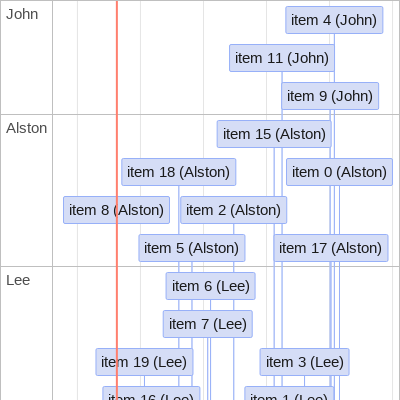 John
item 4 (John)
item 11 (John)
item 9 (John)
Alston
item 15 (Alston)
item 18 (Alston)
item 0 (Alston)
item 8 (Alston)
item 2 (Alston)
item 5 (Alston)
item 17 (Alston)
Lee
item 6 (Lee)
item 7 (Lee)
item 19 (Lee)
item 3 (Lee)
item 16 (Lee)
item 1 (Lee)